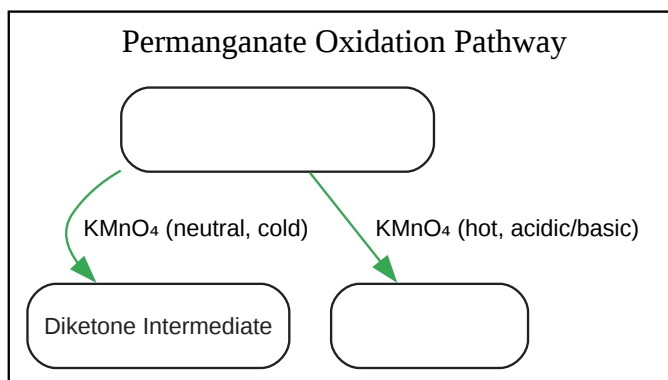 Permanganate Oxidation Pathway
KMnO₄ (neutral, cold)
KMnO₄ (hot, acidic/basic)
Diketone Intermediate